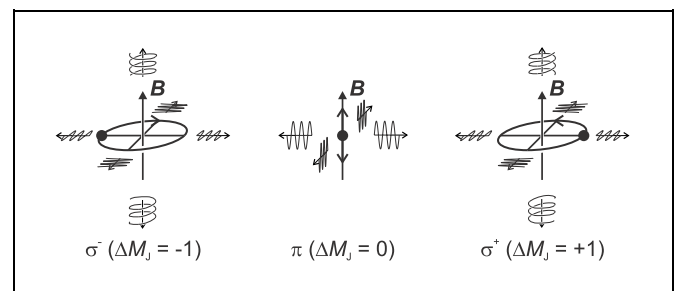 B B B
σ⁻ (ΔM_J = -1) π (ΔM_J = 0) σ⁺ (ΔM_J = +1)